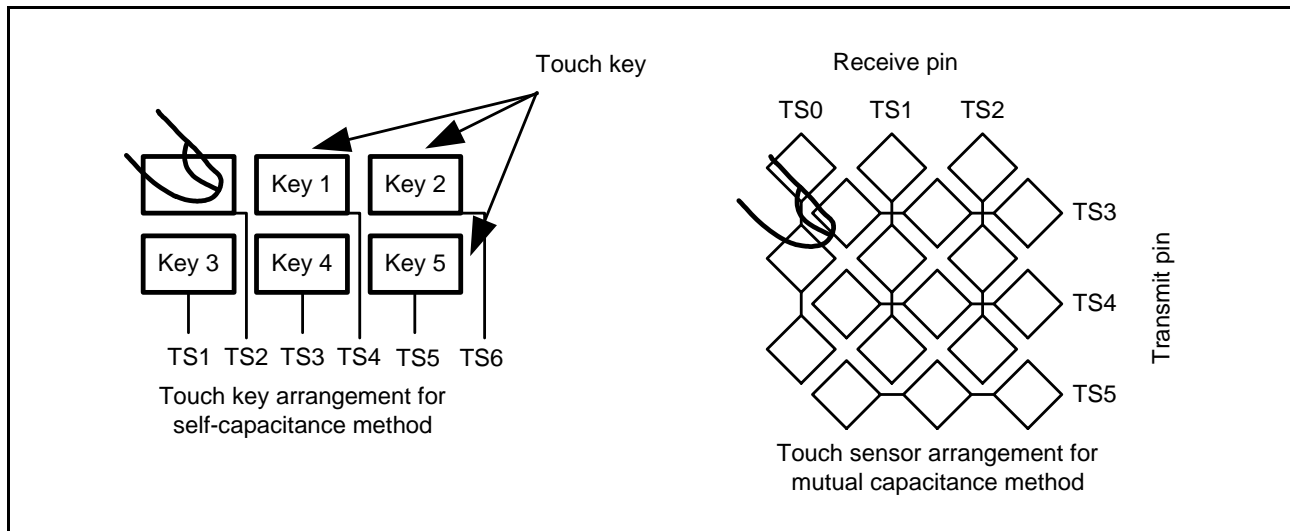 Touch key
Key 1
Key 2
Key 3
Key 4
Key 5
TS1 TS2 TS3 TS4 TS5 TS6
Touch key arrangement for
self-capacitance method
Receive pin
TS0 TS1 TS2
TS3
TS4
TS5
Transmit pin
Touch sensor arrangement for
mutual capacitance method